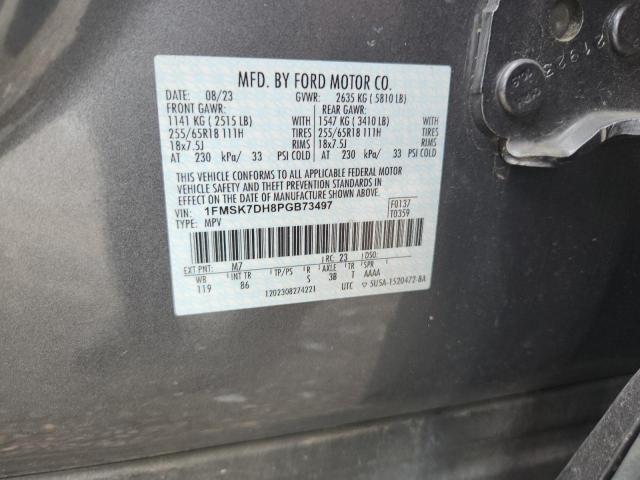 MFD. BY FORD MOTOR CO.
DATE: 08/23 GVWR: 2635 KG ( 5810 LB)
FRONT GAWR: REAR GAWR:
1141 KG ( 2515 LB) WITH 1547 KG ( 3410 LB) WITH
255/65R18 111H TIRES 255/65R18 111H TIRES
18x7.5J RIMS 18x7.5J RIMS
AT 230 kPa/ 33 PSI COLD AT 230 kPa/ 33 PSI COLD
THIS VEHICLE CONFORMS TO ALL APPLICABLE FEDERAL MOTOR
VEHICLE SAFETY AND THEFT PREVENTION STANDARDS IN
EFFECT ON THE DATE OF MANUFACTURE SHOWN ABOVE.
VIN: 1FMSK7DH8PGB73497 F0137
TYPE: MPV T0359
EXT PNT: M7 RC: 23 DSO:
WB INT TR TP/PS R AXLE TR SPR
119 86 S 38 T AAAA
1202308274221 UTC 5U5A-1520472-BA
21923